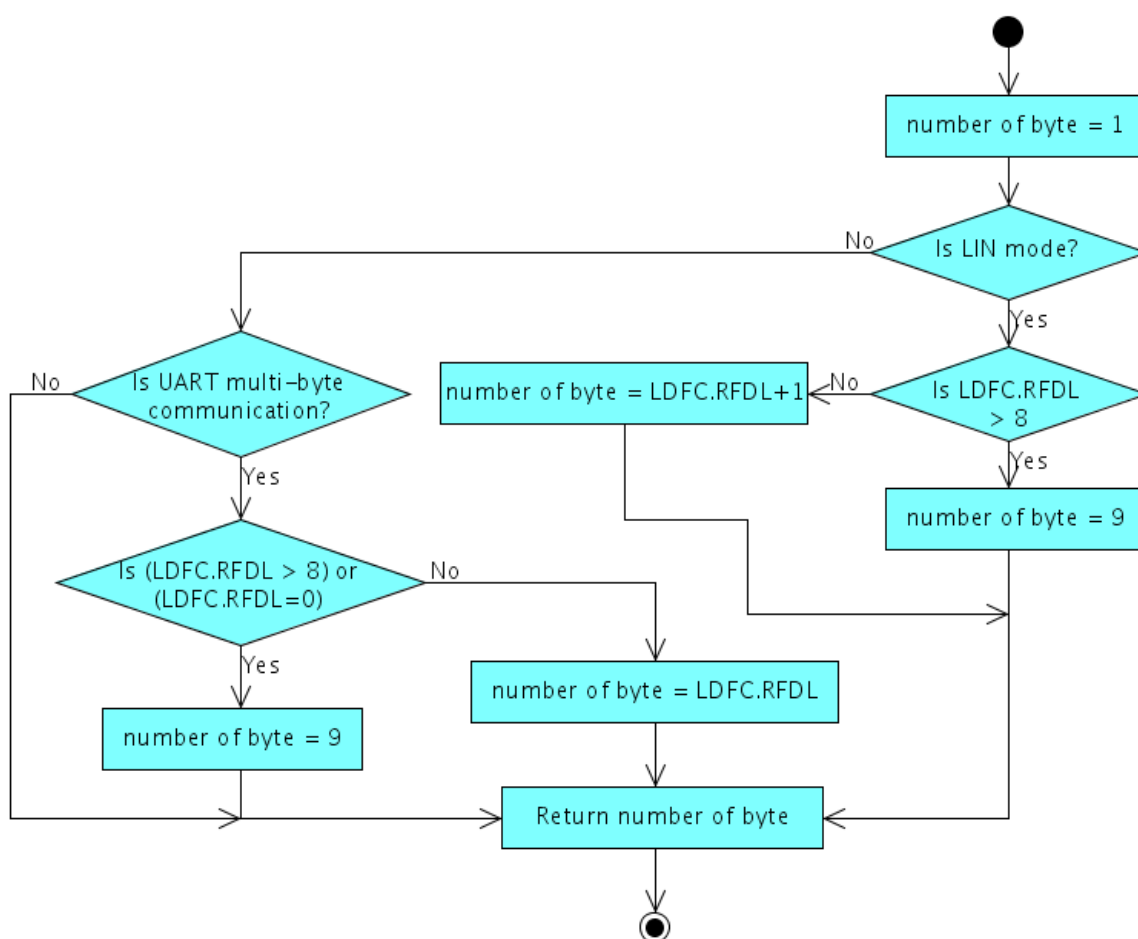 number of byte = 1
Is LIN mode?
No
Yes
Is UART multi-byte
communication?
No
Yes
number of byte = LDFC.RFDL+1
No
Is LDFC.RFDL
> 8
Yes
number of byte = 9
Is (LDFC.RFDL > 8) or
(LDFC.RFDL=0)
No
Yes
number of byte = LDFC.RFDL
number of byte = 9
Return number of byte